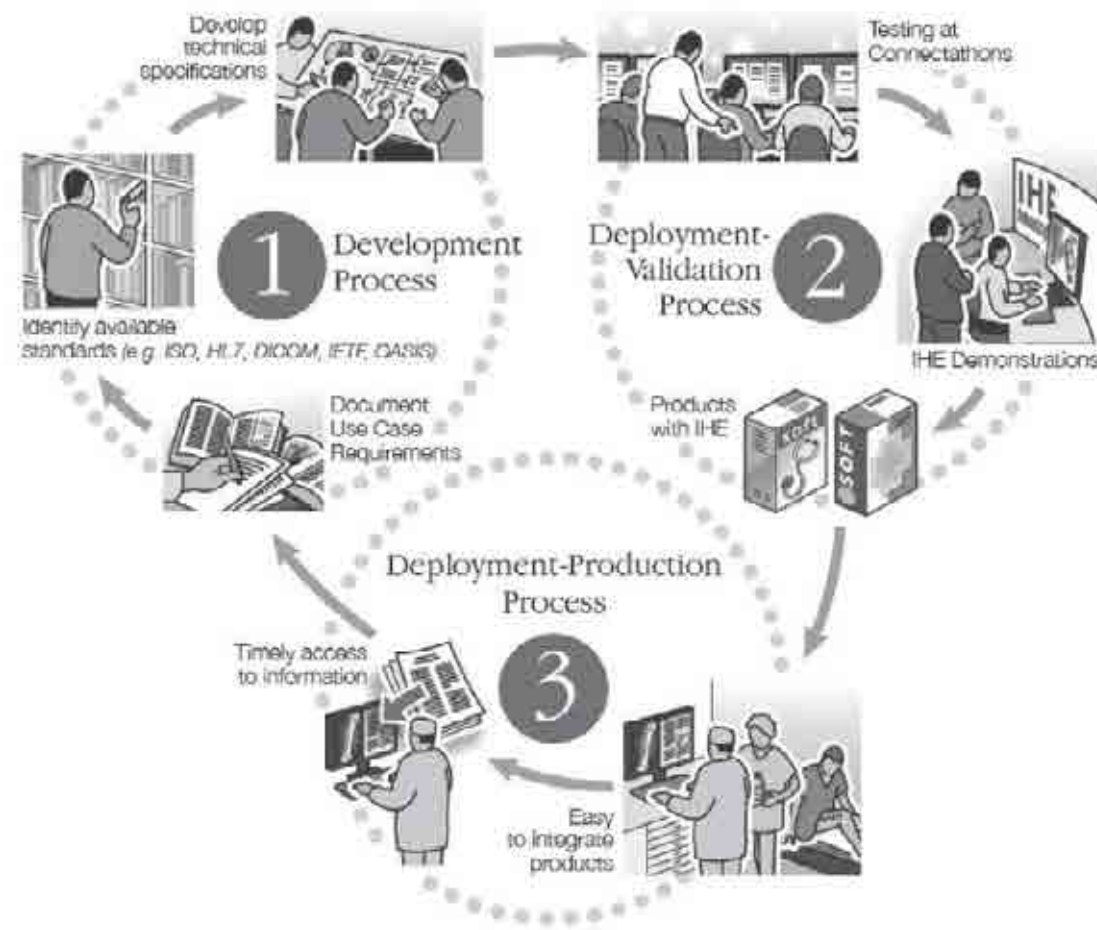 Develop
technical
specifications
Testing at
Connectathons
1
Development
Process
Deployment-
Validation
Process
2
IHE
Identify available
standards (e.g. ISO, HL7, DICOM, IETF, OASIS)
IHE Demonstrations
Document
Use Case
Requirements
Products
with IHE
SOFT
SOFT
Deployment-Production
Process
Timely access
to information
3
Easy
to integrate
products